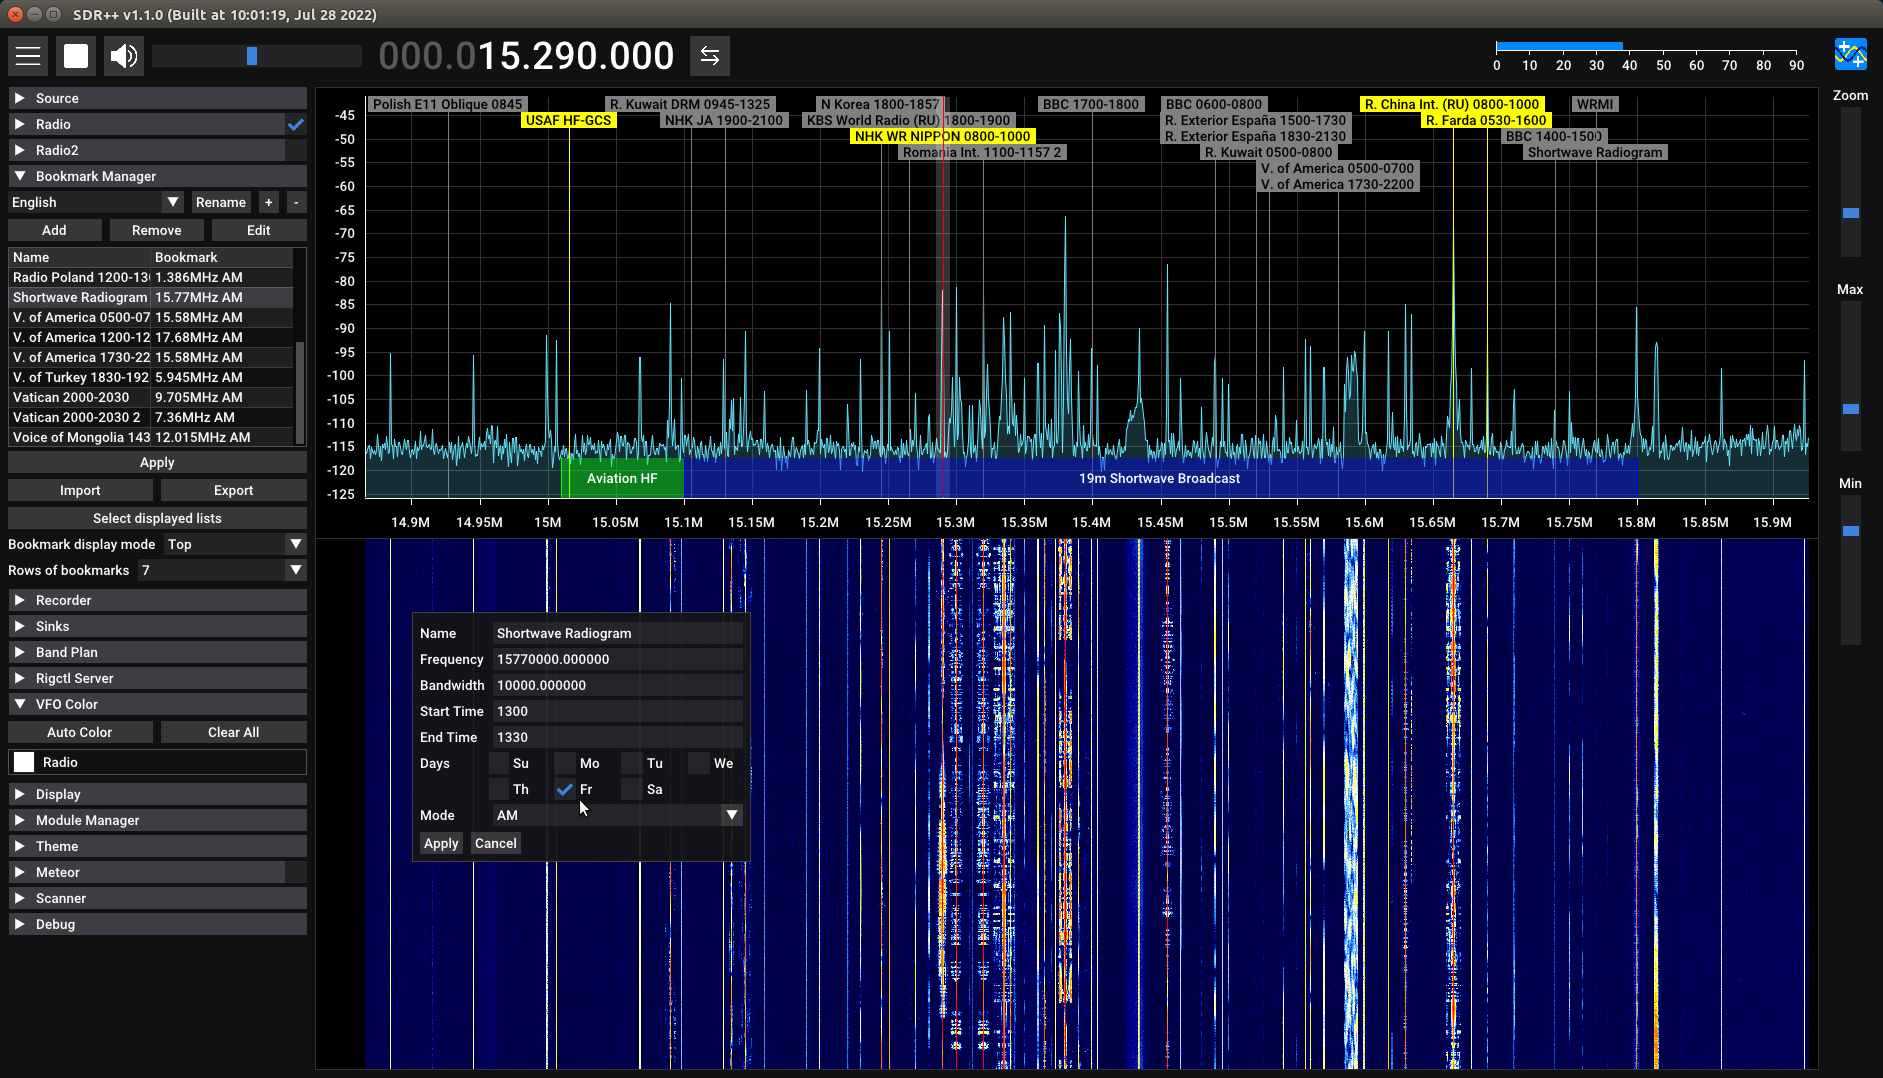 SDR++ v1.1.0 (Built at 10:01:19, Jul 28 2022)
000.015.290.000
0 10 20 30 40 50 60 70 80 90
Source
Radio
Radio2
Bookmark Manager
English
Rename + -
Add Remove Edit
Name Bookmark
Radio Poland 1200-13 1.386MHz AM
Shortwave Radiogram 15.77MHz AM
V. of America 0500-07 15.58MHz AM
V. of America 1200-12 17.68MHz AM
V. of America 1730-22 15.58MHz AM
V. of Turkey 1830-192 5.945MHz AM
Vatican 2000-2030 9.705MHz AM
Vatican 2000-2030 2 7.36MHz AM
Voice of Mongolia 143 12.015MHz AM
Apply
Import Export
Select displayed lists
Bookmark display mode Top
Rows of bookmarks 7
Recorder
Sinks
Band Plan
Rigctl Server
VFO Color
Auto Color Clear All
Radio
Display
Module Manager
Theme
Meteor
Scanner
Debug
Polish E11 Oblique 0845 R. Kuwait DRM 0945-1325 N Korea 1800-1857 BBC 1700-1800 BBC 0600-0800 R. China Int. (RU) 0800-1000 WRMI
USAF HF-GCS NHK JA 1900-2100 KBS World Radio (RU) 1800-1900 R. Exterior España 1500-1730 R. Farda 0530-1600
NHK WR NIPPON 0800-1000 R. Exterior España 1830-2130 BBC 1400-1500
Romania Int. 1100-1157 2 R. Kuwait 0500-0800 Shortwave Radiogram
V. of America 0500-0700
V. of America 1730-2200
-45
-50
-55
-60
-65
-70
-75
-80
-85
-90
-95
-100
-105
-110
-115
-120
-125
Aviation HF 19m Shortwave Broadcast
14.9M 14.95M 15M 15.05M 15.1M 15.15M 15.2M 15.25M 15.3M 15.35M 15.4M 15.45M 15.5M 15.55M 15.6M 15.65M 15.7M 15.75M 15.8M 15.85M 15.9M
Name Shortwave Radiogram
Frequency 15770000.000000
Bandwidth 10000.000000
Start Time 1300
End Time 1330
Days Su Mo Tu We
Th Fr Sa
Mode AM
Apply Cancel
Zoom
Max
Min